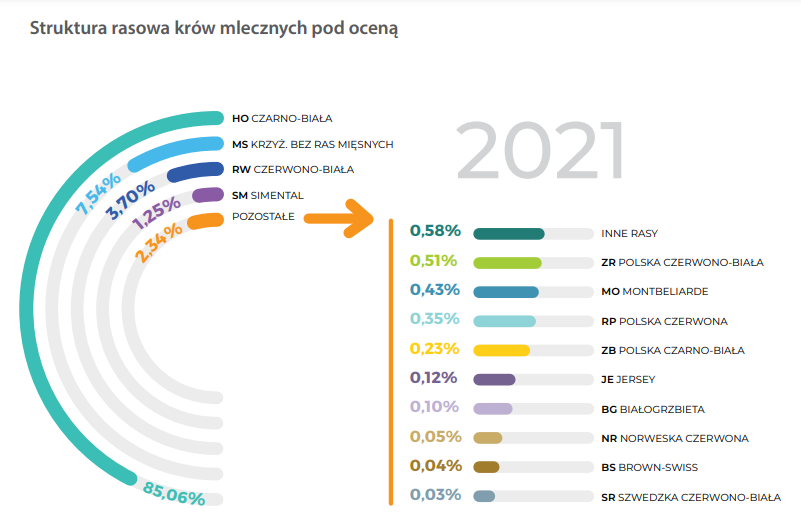 Struktura rasowa krów mlecznych pod oceną
2021
HO CZARNO-BIAŁA
MS KRZYŻ. BEZ RAS MIĘSNYCH
RW CZERWONO-BIAŁA
SM SIMENTAL
POZOSTAŁE
7,54%
3,70%
1,25%
2,34%
85,06%
0,58% INNE RASY
0,51% ZR POLSKA CZERWONO-BIAŁA
0,43% MO MONTBELIARDE
0,35% RP POLSKA CZERWONA
0,23% ZB POLSKA CZARNO-BIAŁA
0,12% JE JERSEY
0,10% BG BIAŁOGRZBIETA
0,05% NR NORWESKA CZERWONA
0,04% BS BROWN-SWISS
0,03% SR SZWEDZKA CZERWONO-BIAŁA